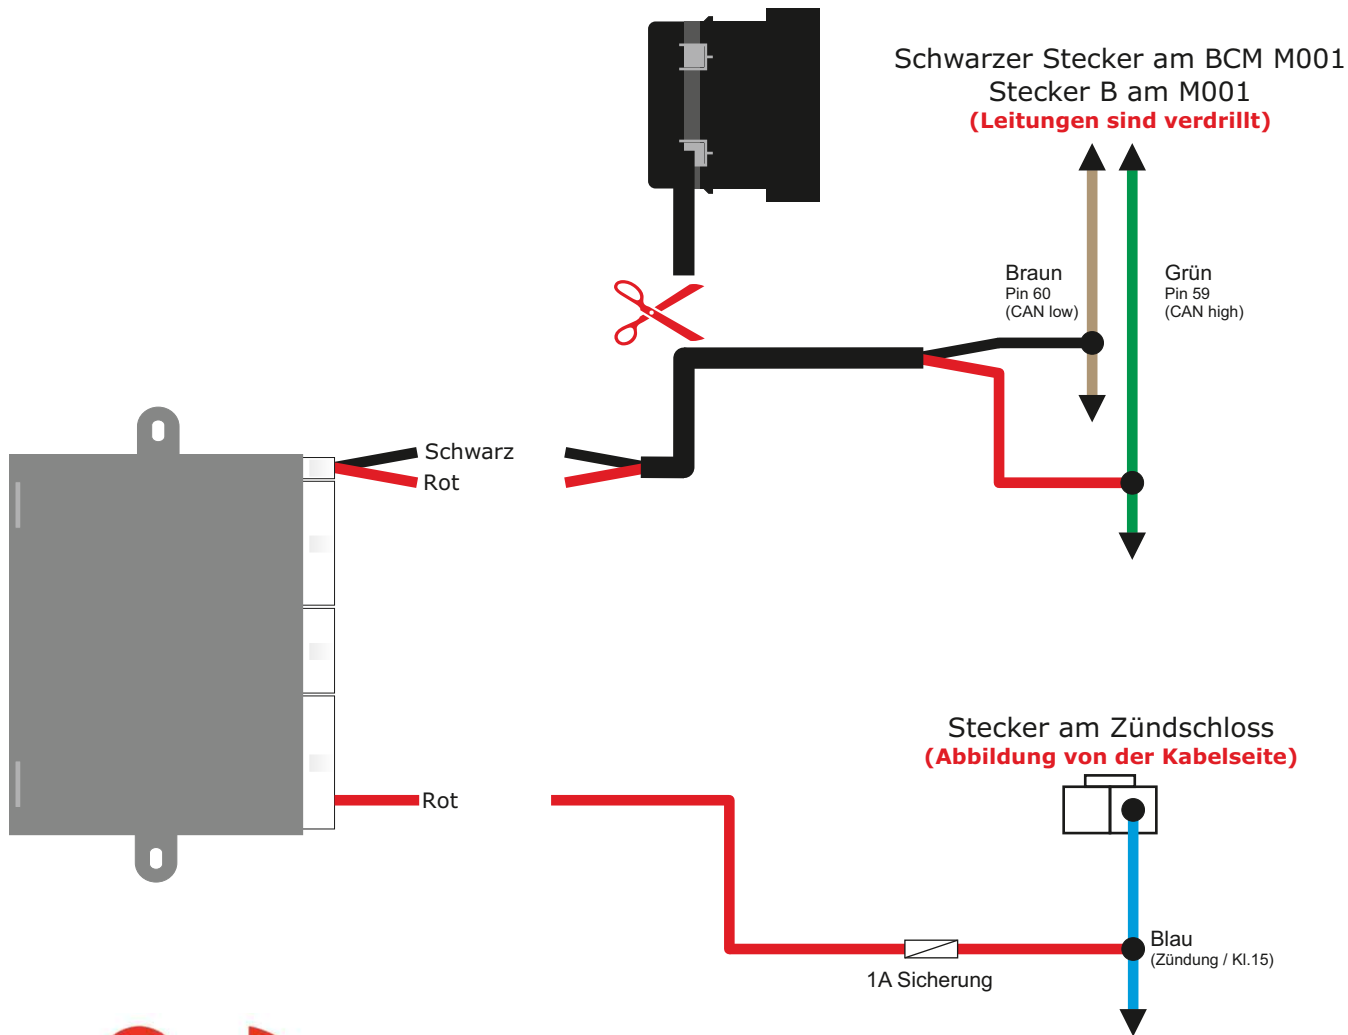 Schwarzer Stecker am BCM M001
Stecker B am M001
(Leitungen sind verdrillt)
Braun
Pin 60
(CAN low)
Grün
Pin 59
(CAN high)
Schwarz
Rot
Stecker am Zündschloss
(Abbildung von der Kabelseite)
Rot
Blau
(Zündung / Kl.15)
1A Sicherung